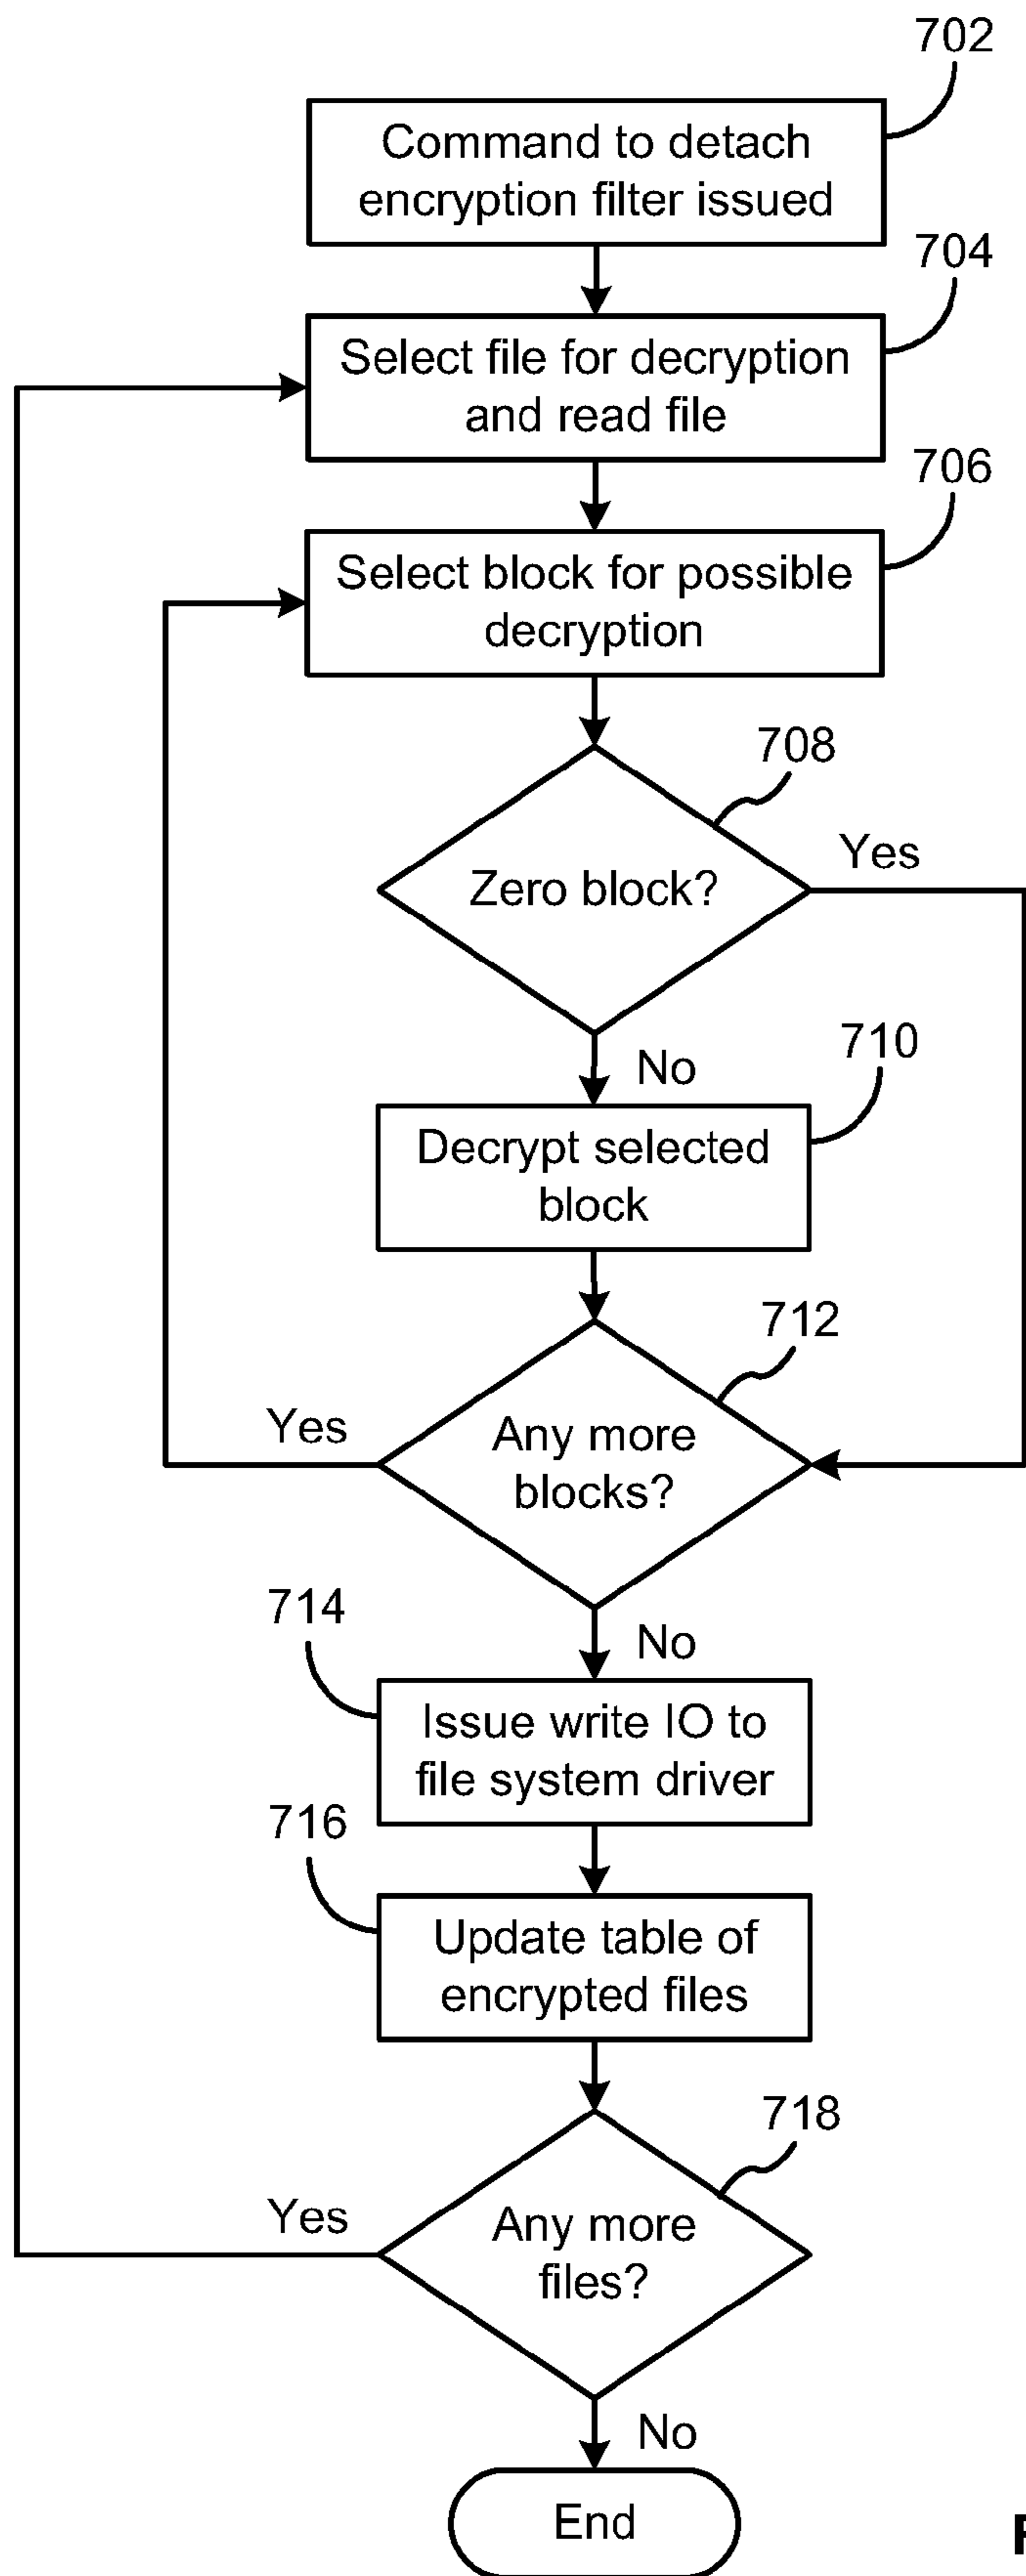 702
Command to detach
encryption filter issued
704
Select file for decryption
and read file
706
Select block for possible
decryption
708
Zero block?
Yes
No
710
Decrypt selected
block
712
Any more
blocks?
Yes
No
714
Issue write IO to
file system driver
716
Update table of
encrypted files
718
Any more
files?
Yes
No
End